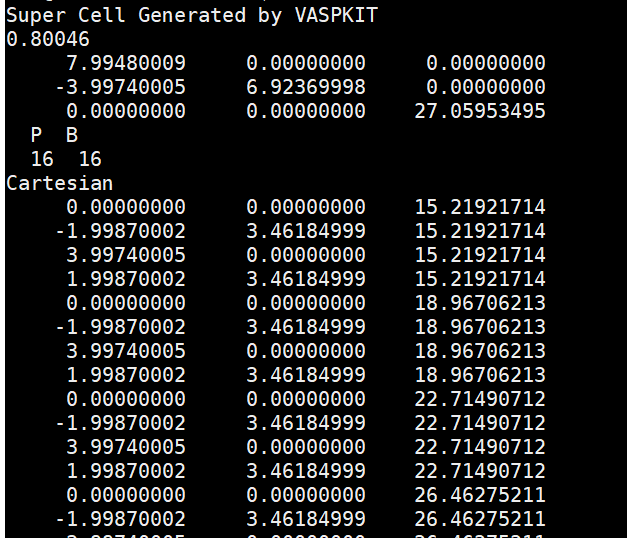 Super Cell Generated by VASPKIT
0.80046
7.99480009 0.00000000 0.00000000
-3.99740005 6.92369998 0.00000000
0.00000000 0.00000000 27.05953495
P B
16 16
Cartesian
0.00000000 0.00000000 15.21921714
-1.99870002 3.46184999 15.21921714
3.99740005 0.00000000 15.21921714
1.99870002 3.46184999 15.21921714
0.00000000 0.00000000 18.96706213
-1.99870002 3.46184999 18.96706213
3.99740005 0.00000000 18.96706213
1.99870002 3.46184999 18.96706213
0.00000000 0.00000000 22.71490712
-1.99870002 3.46184999 22.71490712
3.99740005 0.00000000 22.71490712
1.99870002 3.46184999 22.71490712
0.00000000 0.00000000 26.46275211
-1.99870002 3.46184999 26.46275211